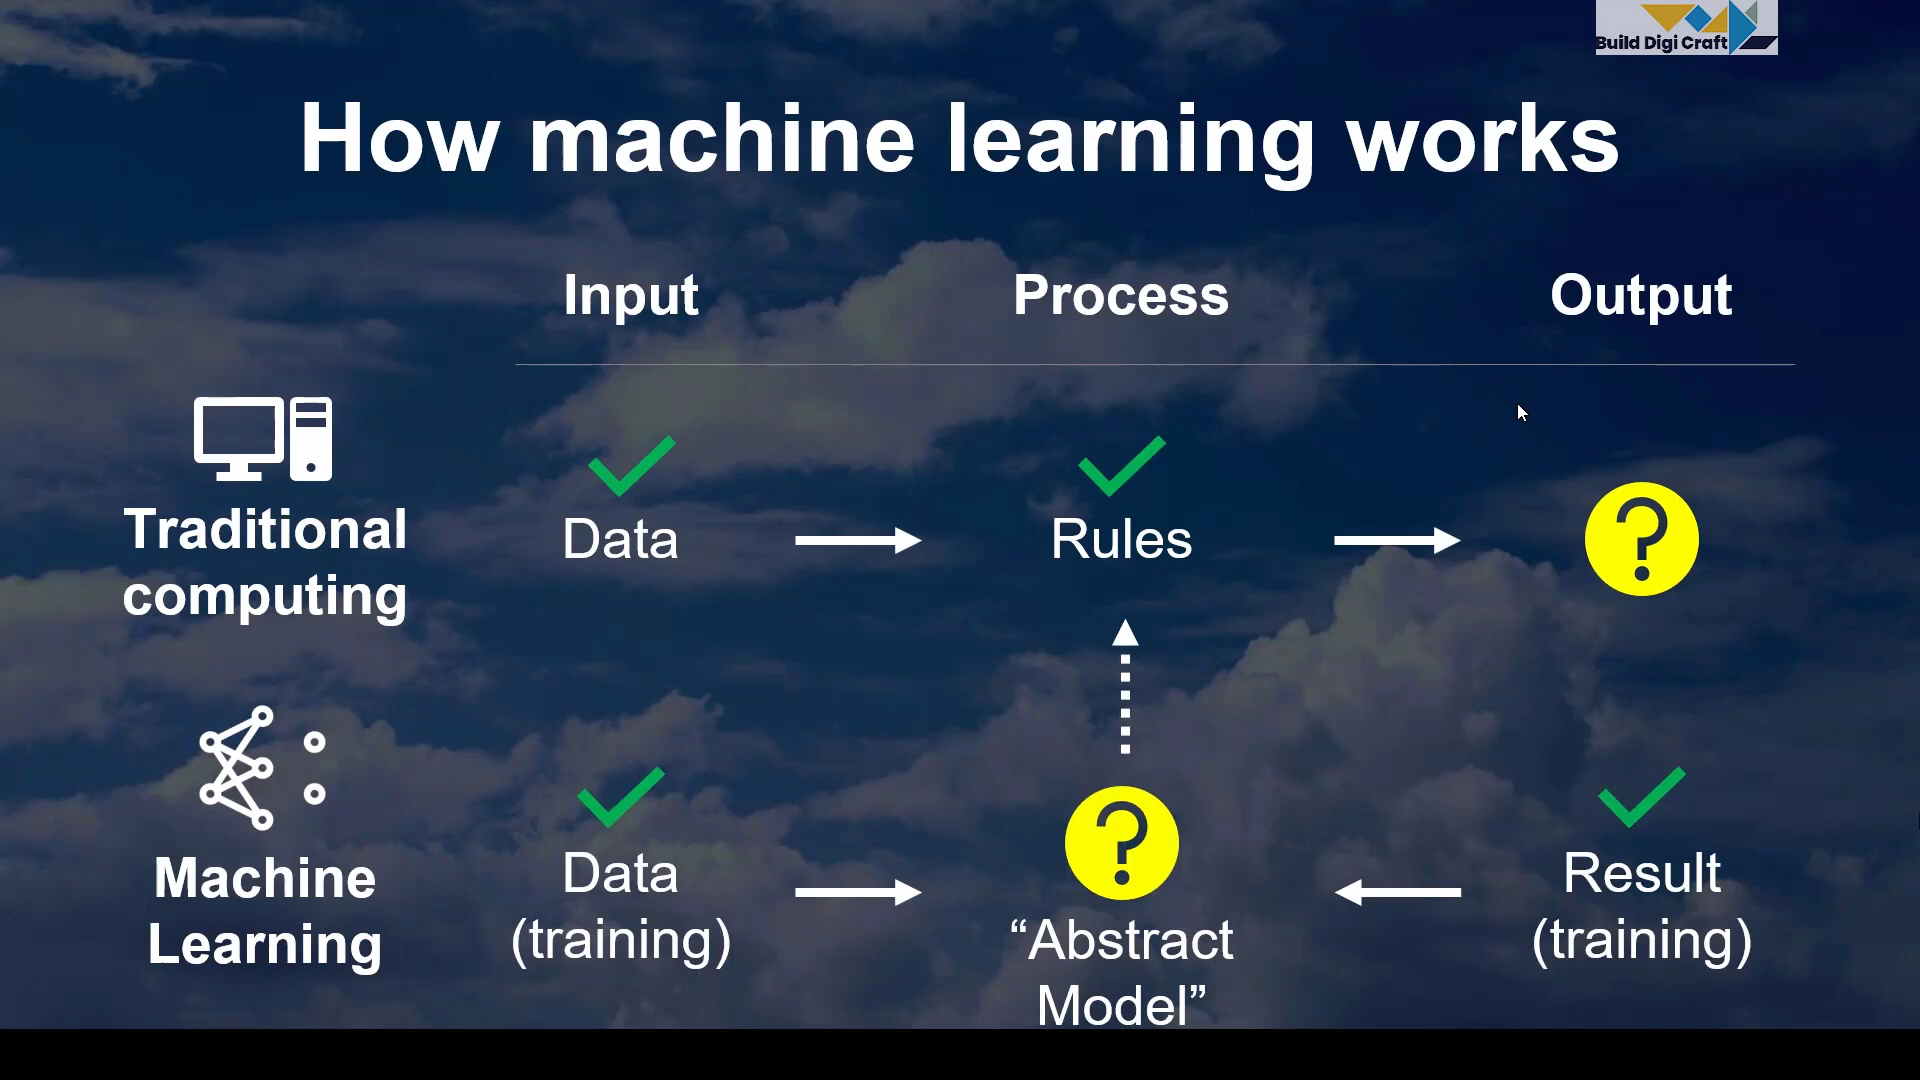 Build Digi Craft
How machine learning works
Input Process Output
Traditional
computing
Data Rules ?
Machine
Learning
Data
(training)
?
“Abstract
Model”
Result
(training)